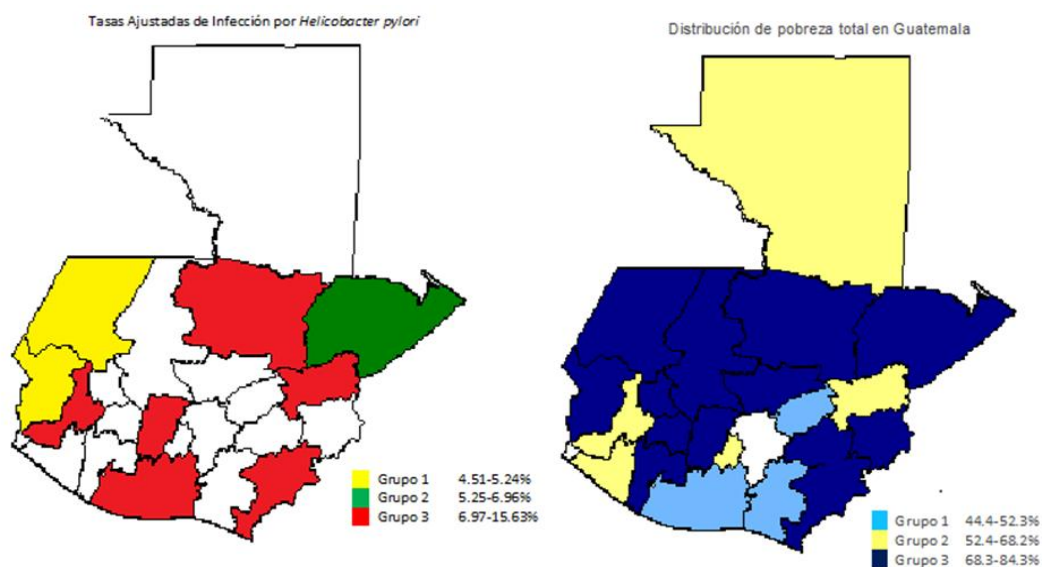 Tasas Ajustadas de Infección por Helicobacter pylori
Distribución de pobreza total en Guatemala
Grupo 1 4.51-5.24%
Grupo 2 5.25-6.96%
Grupo 3 6.97-15.63%
Grupo 1 44.4-52.3%
Grupo 2 52.4-68.2%
Grupo 3 68.3-84.3%